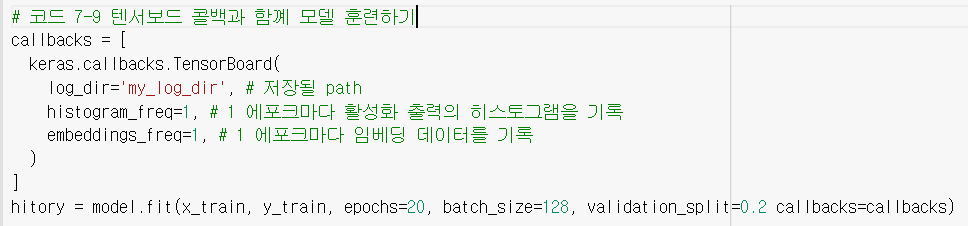 # 코드 7-9 텐서보드 콜백과 함께 모델 훈련하기
callbacks = [
  keras.callbacks.TensorBoard(
    log_dir='my_log_dir', # 저장될 path
    histogram_freq=1, # 1 에포크마다 활성화 출력의 히스토그램을 기록
    embeddings_freq=1, # 1 에포크마다 임베딩 데이터를 기록
  )
]
hitory = model.fit(x_train, y_train, epochs=20, batch_size=128, validation_split=0.2 callbacks=callbacks)